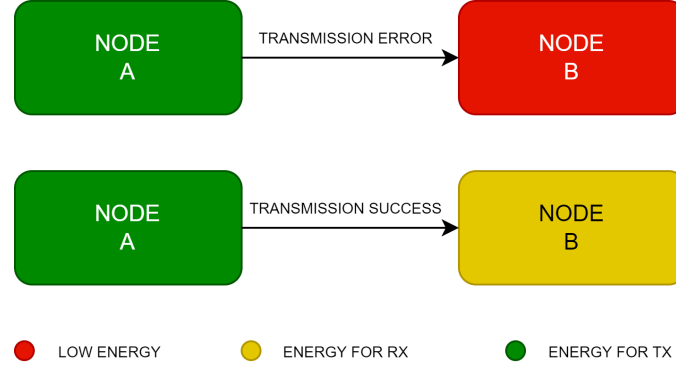 NODE
A
TRANSMISSION ERROR
NODE
B
NODE
A
TRANSMISSION SUCCESS
NODE
B
LOW ENERGY
ENERGY FOR RX
ENERGY FOR TX